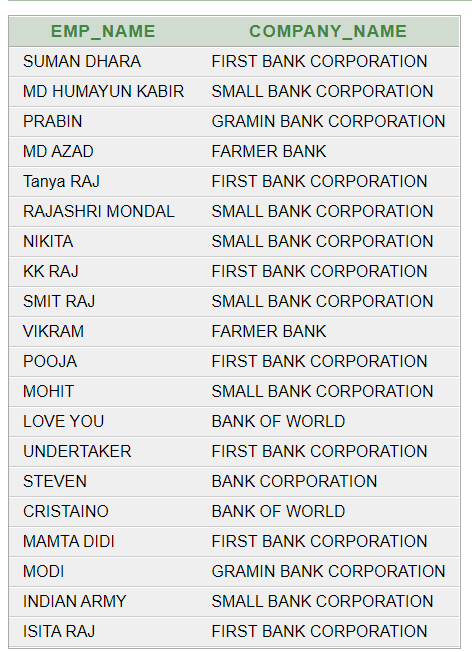 EMP_NAME COMPANY_NAME
SUMAN DHARA FIRST BANK CORPORATION
MD HUMAYUN KABIR SMALL BANK CORPORATION
PRABIN GRAMIN BANK CORPORATION
MD AZAD FARMER BANK
Tanya RAJ FIRST BANK CORPORATION
RAJASHRI MONDAL SMALL BANK CORPORATION
NIKITA SMALL BANK CORPORATION
KK RAJ FIRST BANK CORPORATION
SMIT RAJ SMALL BANK CORPORATION
VIKRAM FARMER BANK
POOJA FIRST BANK CORPORATION
MOHIT SMALL BANK CORPORATION
LOVE YOU BANK OF WORLD
UNDERTAKER FIRST BANK CORPORATION
STEVEN BANK CORPORATION
CRISTAINO BANK OF WORLD
MAMTA DIDI FIRST BANK CORPORATION
MODI GRAMIN BANK CORPORATION
INDIAN ARMY SMALL BANK CORPORATION
ISITA RAJ FIRST BANK CORPORATION